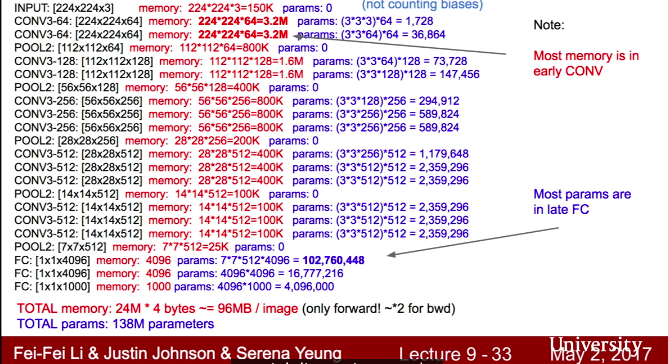 (not counting biases)
INPUT: [224x224x3] memory: 224*224*3=150K params: 0
CONV3-64: [224x224x64] memory: 224*224*64=3.2M params: (3*3*3)*64 = 1,728
CONV3-64: [224x224x64] memory: 224*224*64=3.2M params: (3*3*64)*64 = 36,864
POOL2: [112x112x64] memory: 112*112*64=800K params: 0
CONV3-128: [112x112x128] memory: 112*112*128=1.6M params: (3*3*64)*128 = 73,728
CONV3-128: [112x112x128] memory: 112*112*128=1.6M params: (3*3*128)*128 = 147,456
POOL2: [56x56x128] memory: 56*56*128=400K params: 0
CONV3-256: [56x56x256] memory: 56*56*256=800K params: (3*3*128)*256 = 294,912
CONV3-256: [56x56x256] memory: 56*56*256=800K params: (3*3*256)*256 = 589,824
CONV3-256: [56x56x256] memory: 56*56*256=800K params: (3*3*256)*256 = 589,824
POOL2: [28x28x256] memory: 28*28*256=200K params: 0
CONV3-512: [28x28x512] memory: 28*28*512=400K params: (3*3*256)*512 = 1,179,648
CONV3-512: [28x28x512] memory: 28*28*512=400K params: (3*3*512)*512 = 2,359,296
CONV3-512: [28x28x512] memory: 28*28*512=400K params: (3*3*512)*512 = 2,359,296
POOL2: [14x14x512] memory: 14*14*512=100K params: 0
CONV3-512: [14x14x512] memory: 14*14*512=100K params: (3*3*512)*512 = 2,359,296
CONV3-512: [14x14x512] memory: 14*14*512=100K params: (3*3*512)*512 = 2,359,296
CONV3-512: [14x14x512] memory: 14*14*512=100K params: (3*3*512)*512 = 2,359,296
POOL2: [7x7x512] memory: 7*7*512=25K params: 0
FC: [1x1x4096] memory: 4096 params: 7*7*512*4096 = 102,760,448
FC: [1x1x4096] memory: 4096 params: 4096*4096 = 16,777,216
FC: [1x1x1000] memory: 1000 params: 4096*1000 = 4,096,000
TOTAL memory: 24M * 4 bytes ~= 96MB / image (only forward! ~*2 for bwd)
TOTAL params: 138M parameters
Note:
Most memory is in
early CONV
Most params are
in late FC
Fei-Fei Li & Justin Johnson & Serena Yeung
Lecture 9 - 33
University
May 2, 2017